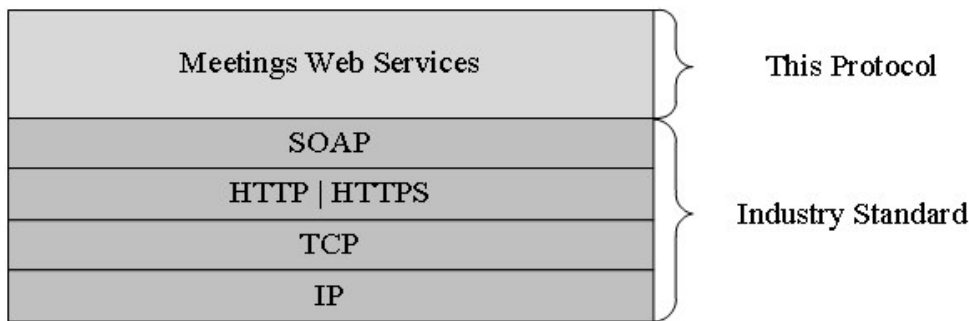 Meetings Web Services
This Protocol
SOAP
HTTP | HTTPS
Industry Standard
TCP
IP